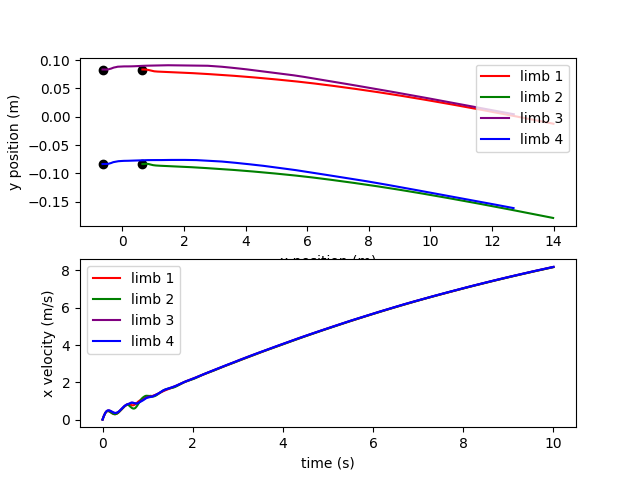 y position (m)
0.10
0.05
0.00
−0.05
−0.10
−0.15
limb 1
limb 2
limb 3
limb 4
0
2
4
6
8
10
12
14
x position (m)
x velocity (m/s)
8
6
4
2
0
limb 1
limb 2
limb 3
limb 4
0
2
4
6
8
10
time (s)